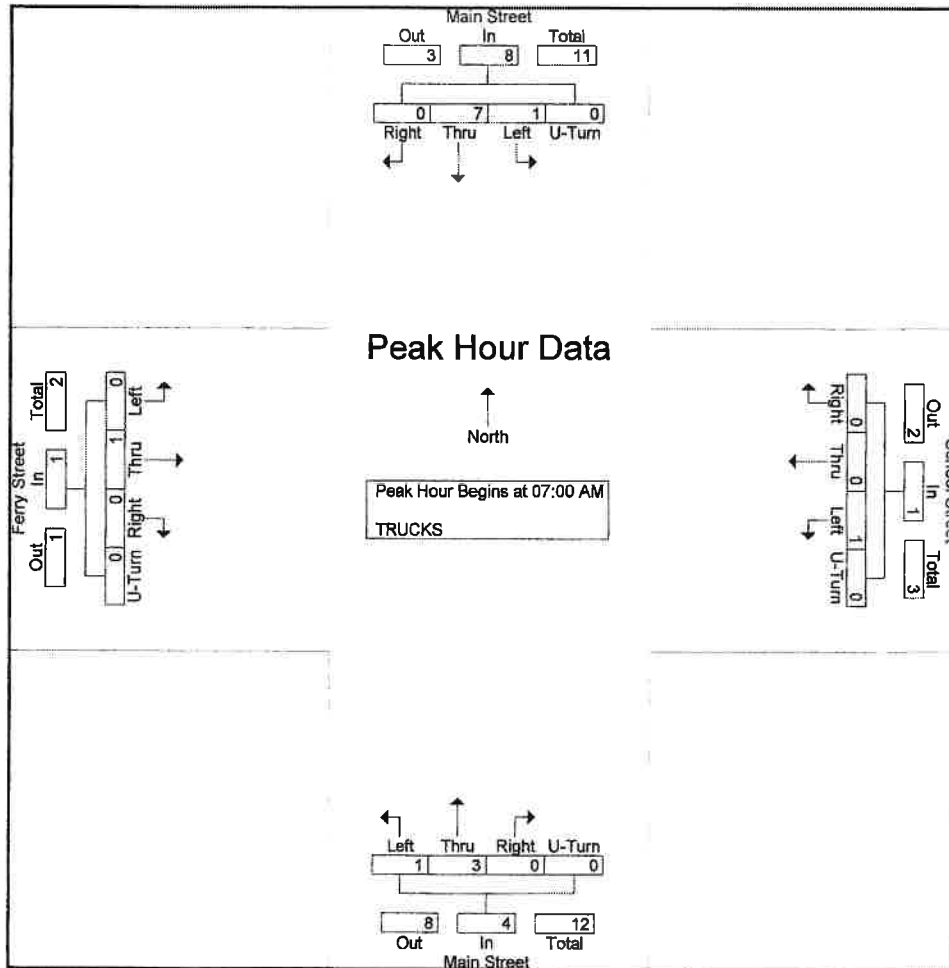 Main Street
Out In Total
3 8 11
0 7 1 0
Right Thru Left U-Turn
Peak Hour Data
North
Peak Hour Begins at 07:00 AM
TRUCKS
Ferry Street
Out In Total
1 1 2
0 1 0 0
Left Thru Right U-Turn
Right Thru Left U-Turn
0 0 1 0
Out In Total
2 1 3
Left Thru Right U-Turn
1 3 0 0
8 4 12
Out In Total
Main Street